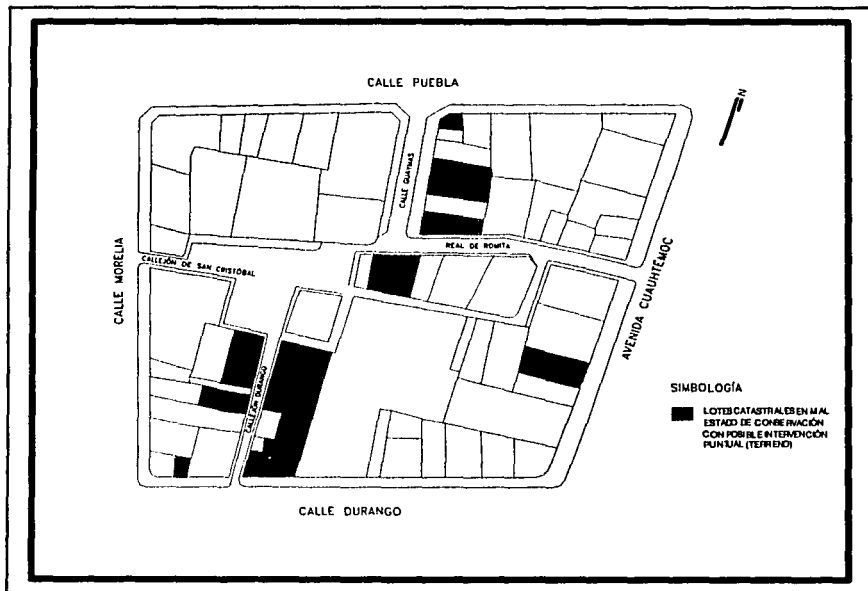 CALLE PUEBLA
N
CALLE GUAYMAS
REAL DE ROMITA
CALLEJÓN DE SAN CRISTÓBAL
CALLE MORELIA
AVENIDA CUAUHTEMOC
CALLEJÓN DURANGO
SIMBOLOGÍA
LOTES CATASTRALES EN MAL
ESTADO DE CONSERVACIÓN
CON POSIBLE INTERVENCIÓN
PUNTUAL (TERRENO)
CALLE DURANGO